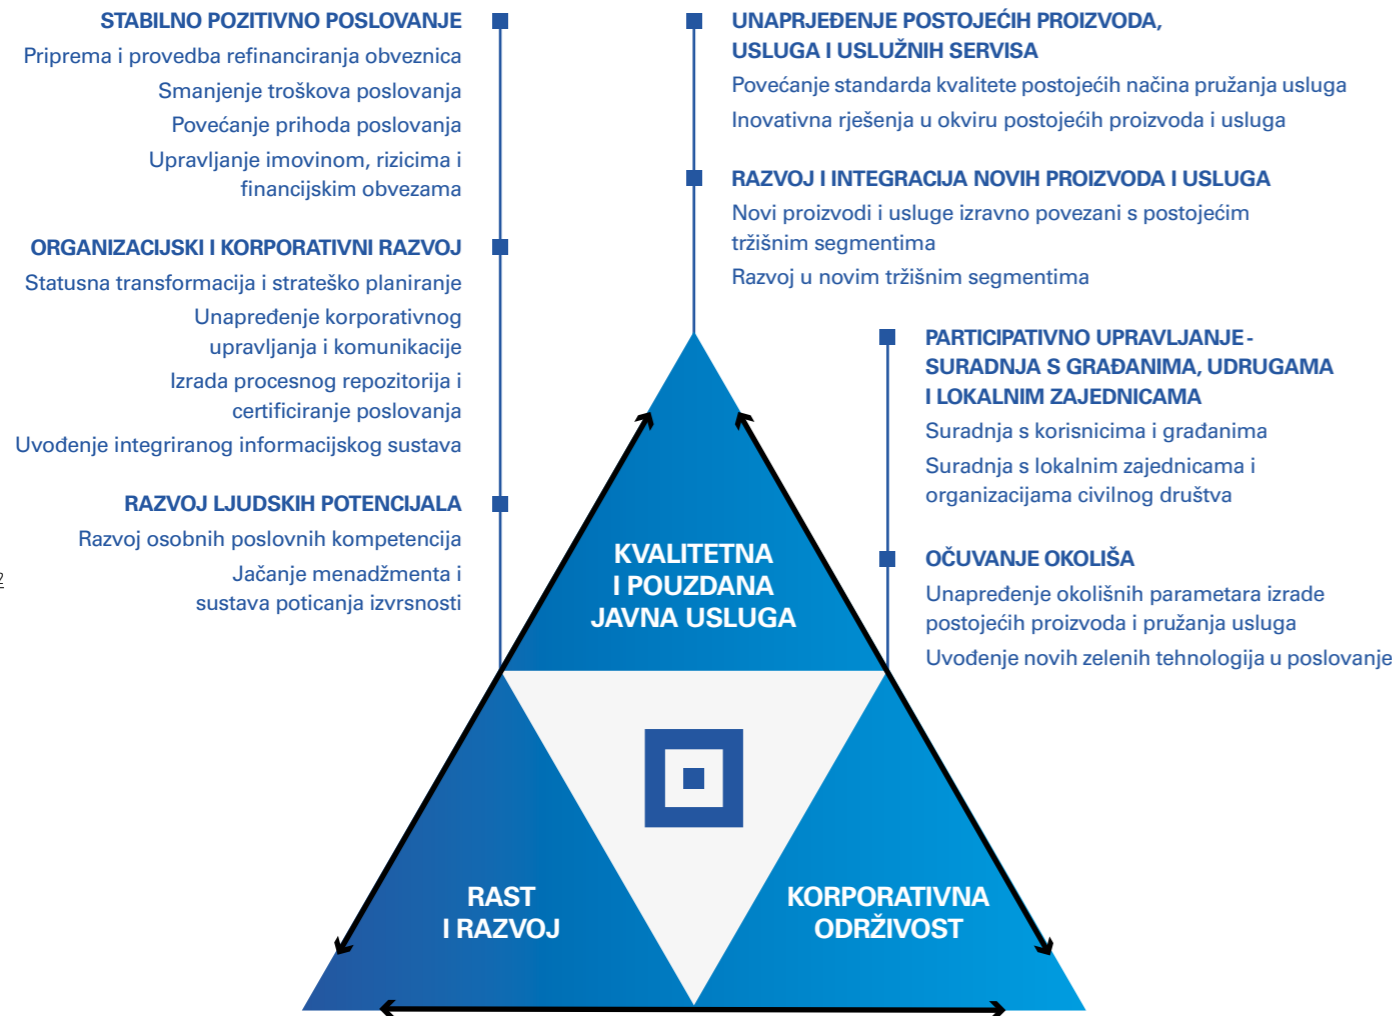 STABILNO POZITIVNO POSLOVANJE
Priprema i provedba refinanciranja obveznica
Smanjenje troškova poslovanja
Povećanje prihoda poslovanja
Upravljanje imovinom, rizicima i
financijskim obvezama
ORGANIZACIJSKI I KORPORATIVNI RAZVOJ
Statusna transformacija i strateško planiranje
Unapređenje korporativnog
upravljanja i komunikacije
Izrada procesnog repozitorija i
certificiranje poslovanja
Uvođenje integriranog informacijskog sustava
RAZVOJ LJUDSKIH POTENCIJALA
Razvoj osobnih poslovnih kompetencija
Jačanje menadžmenta i
sustava poticanja izvrsnosti
UNAPRJEĐENJE POSTOJEĆIH PROIZVODA,
USLUGA I USLUŽNIH SERVISA
Povećanje standarda kvalitete postojećih načina pružanja usluga
Inovativna rješenja u okviru postojećih proizvoda i usluga
RAZVOJ I INTEGRACIJA NOVIH PROIZVODA I USLUGA
Novi proizvodi i usluge izravno povezani s postojećim
tržišnim segmentima
Razvoj u novim tržišnim segmentima
PARTICIPATIVNO UPRAVLJANJE -
SURADNJA S GRAĐANIMA, UDRUGAMA
I LOKALNIM ZAJEDNICAMA
Suradnja s korisnicima i građanima
Suradnja s lokalnim zajednicama i
organizacijama civilnog društva
OČUVANJE OKOLIŠA
Unapređenje okolišnih parametara izrade
postojećih proizvoda i pružanja usluga
Uvođenje novih zelenih tehnologija u poslovanje
KVALITETNA
I POUZDANA
JAVNA USLUGA
RAST
I RAZVOJ
KORPORATIVNA
ODRŽIVOST